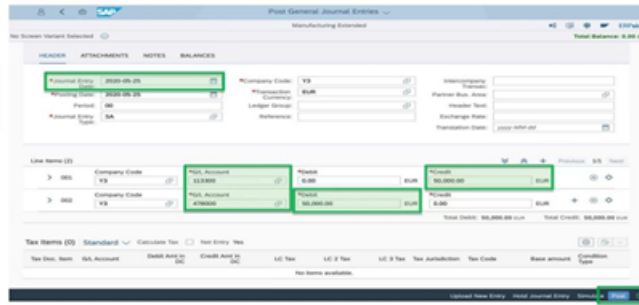 SAP Post General Journal Entries
Manufacturing Extended
No Screen Variant Selected Total Balance: 0.00
HEADER ATTACHMENTS NOTES BALANCES
*Journal Entry Date: 2020-05-25 *Company Code: Y3 Intercompany Transac:
*Posting Date: 2020-05-25 *Transaction Currency: EUR Partner Bus. Area:
Period: 00 Ledger Group: Header Text:
*Journal Entry Type: SA Reference: Exchange Rate:
Translation Date: yyyy-MM-dd
Line Items (2) Previous 1/1 Next
Company Code *G/L Account *Debit *Credit
001 Y3 113300 0.00 EUR 50,000.00 EUR
Company Code *G/L Account *Debit *Credit
002 Y3 478000 50,000.00 EUR 0.00 EUR
Total Debit: 50,000.00 EUR Total Credit: 50,000.00 EUR
Tax Items (0) Standard Calculate Tax Net Entry Yes
Tax Doc. Item G/L Account Debit Amt in DC Credit Amt in DC LC Tax LC 2 Tax LC 3 Tax Tax Jurisdiction Tax Code Base amount Condition Type
No items available.
Upload New Entry Hold Journal Entry Simulate Post